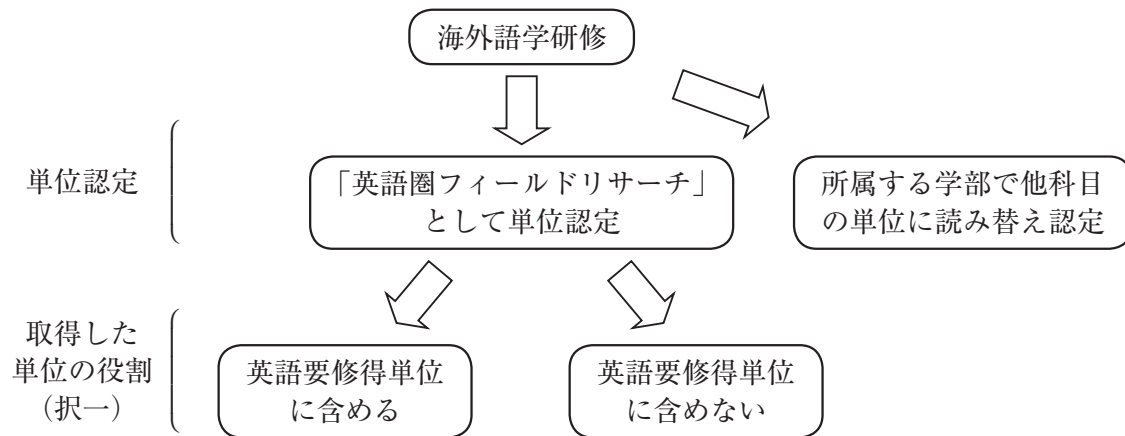 海外語学研修
単位認定
「英語圏フィールドリサーチ」
として単位認定
所属する学部で他科目
の単位に読み替え認定
取得した
単位の役割
（択一）
英語要修得単位
に含める
英語要修得単位
に含めない